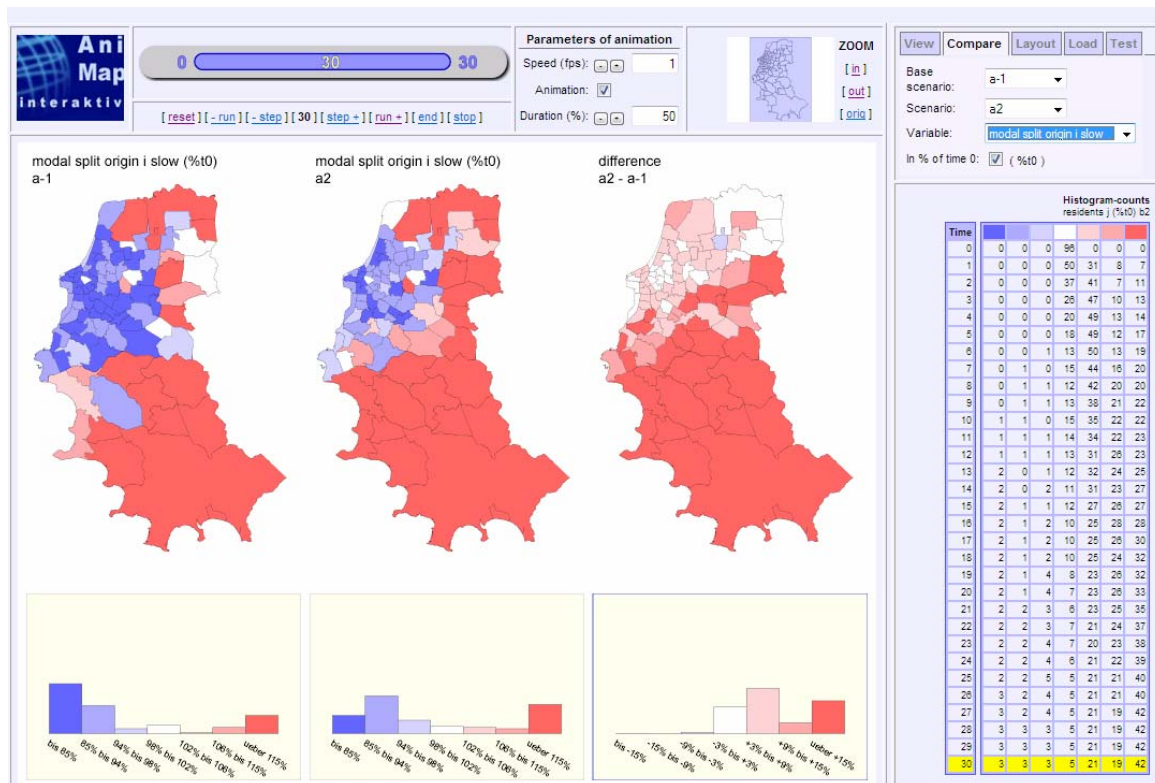 Ani
Map
interaktiv
0 30 30
[ reset ] [ - run ] [ - step ] [ 30 ] [ step + ] [ run + ] [ end ] [ stop ]
Parameters of animation
Speed (fps): - + 1
Animation:
Duration (%): - + 50
ZOOM
[ in ]
[ out ]
[ orig ]
View Compare Layout Load Test
Base scenario: a-1
Scenario: a2
Variable: modal split origin i slow
In % of time 0: ( %t0 )
modal split origin i slow (%t0)
a-1
modal split origin i slow (%t0)
a2
difference
a2 - a-1
bis 85%
85% bis 94%
94% bis 98%
98% bis 102%
102% bis 106%
106% bis 115%
ueber 115%
bis 85%
85% bis 94%
94% bis 98%
98% bis 102%
102% bis 106%
106% bis 115%
ueber 115%
bis -15%
-15% bis -9%
-9% bis -3%
-3% bis +3%
+3% bis +9%
+9% bis +15%
ueber +15%
Histogram-counts
residents j (%t0) b2
Time
0 0 0 0 96 0 0 0
1 0 0 0 50 31 8 7
2 0 0 0 37 41 7 11
3 0 0 0 26 47 10 13
4 0 0 0 20 49 13 14
5 0 0 0 18 49 12 17
6 0 0 1 13 50 13 19
7 0 1 0 15 44 16 20
8 0 1 1 12 42 20 20
9 0 1 1 13 38 21 22
10 1 1 0 15 35 22 22
11 1 1 1 14 34 22 23
12 1 1 1 13 31 26 23
13 2 0 1 12 32 24 25
14 2 0 2 11 31 23 27
15 2 1 1 12 27 26 27
16 2 1 2 10 25 28 28
17 2 1 2 10 25 26 30
18 2 1 2 10 25 24 32
19 2 1 4 8 23 26 32
20 2 1 4 7 23 26 33
21 2 2 3 6 23 25 35
22 2 2 3 7 21 24 37
23 2 2 4 7 20 23 38
24 2 2 4 6 21 22 39
25 2 2 5 5 21 21 40
26 3 2 4 5 21 21 40
27 3 2 4 5 21 19 42
28 3 3 3 5 21 19 42
29 3 3 3 5 21 19 42
30 3 3 3 5 21 19 42